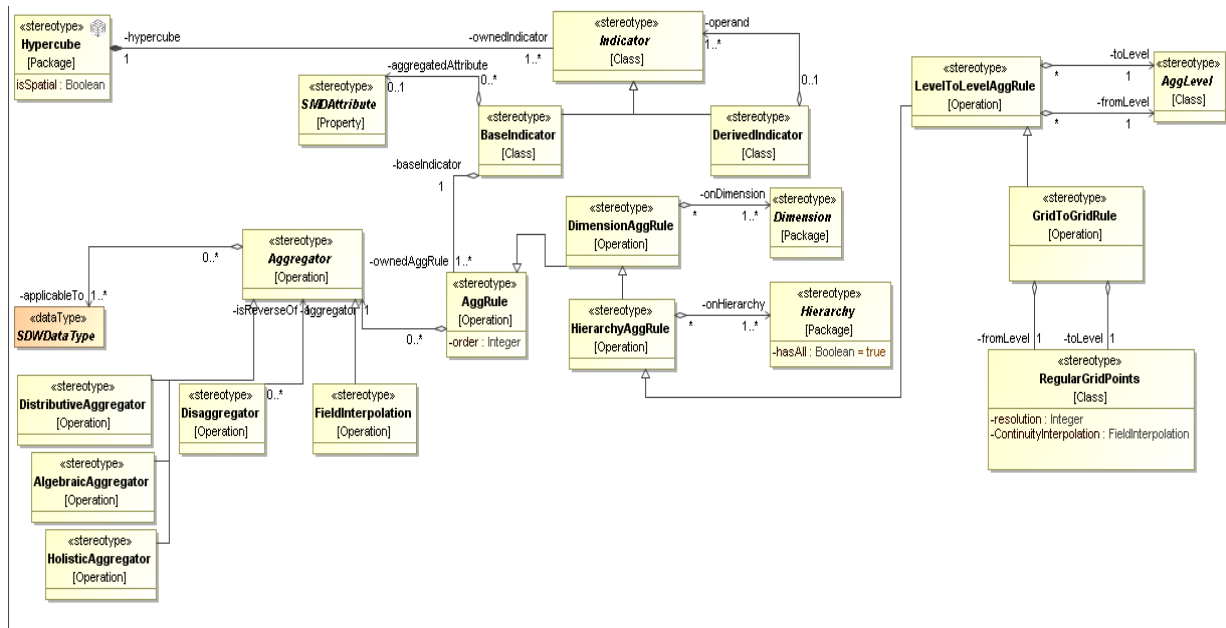 «stereotype»
Hypercube
[Package]
isSpatial : Boolean
-hypercube
1
-ownedIndicator
1..*
«stereotype»
Indicator
[Class]
-operand
1..*
-aggregatedAttribute
0..1
0..*
0..1
«stereotype»
SMDAttribute
[Property]
«stereotype»
BaseIndicator
[Class]
«stereotype»
DerivedIndicator
[Class]
«stereotype»
LevelToLevelAggRule
[Operation]
-toLevel
*
1
-fromLevel
*
1
«stereotype»
AggLevel
[Class]
-baseIndicator
1
«stereotype»
DimensionAggRule
[Operation]
-onDimension
*
1..*
«stereotype»
Dimension
[Package]
«stereotype»
GridToGridRule
[Operation]
«stereotype»
Aggregator
[Operation]
0..*
-ownedAggRule
1..*
-applicableTo
1..*
«dataType»
SDWDataType
-isReverseOf
-aggregator
1
0..*
«stereotype»
AggRule
[Operation]
-order : Integer
«stereotype»
HierarchyAggRule
[Operation]
-onHierarchy
*
1..*
«stereotype»
Hierarchy
[Package]
-hasAll : Boolean = true
-fromLevel
1
-toLevel
1
«stereotype»
RegularGridPoints
[Class]
-resolution : Integer
-ContinuityInterpolation : FieldInterpolation
«stereotype»
DistributiveAggregator
[Operation]
«stereotype»
Disaggregator
[Operation]
0..*
«stereotype»
FieldInterpolation
[Operation]
«stereotype»
AlgebraicAggregator
[Operation]
«stereotype»
HolisticAggregator
[Operation]